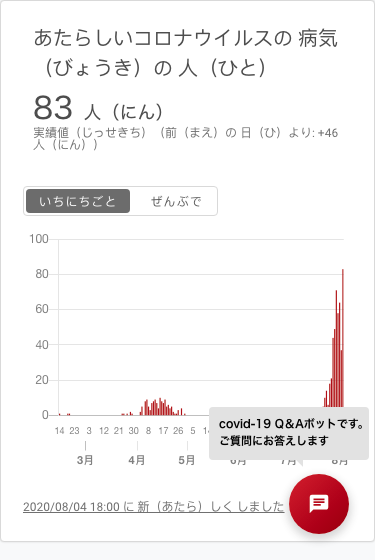 あたらしいコロナウイルスの 病気
（びょうき）の 人（ひと）
83 人（にん）
実績値（じっせきち）（前（まえ）の 日（ひ）より: +46
人（にん））
いちにちごと ぜんぶで
100
80
60
40
20
0
14 23 3 12 21 30 8 17 26 5
3月 4月 5月 6月 7月 8月
covid-19 Q&Aボットです。
ご質問にお答えします
2020/08/04 18:00 に 新（あたら）しく しました